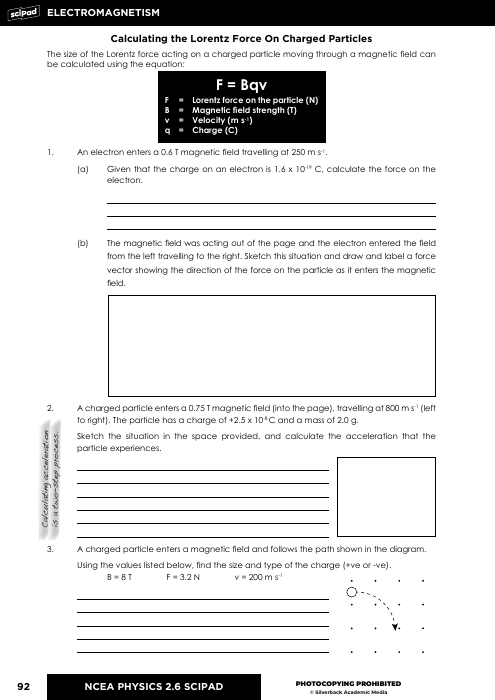 scipad ELECTROMAGNETISM
Calculating the Lorentz Force On Charged Particles
The size of the Lorentz force acting on a charged particle moving through a magnetic field can
be calculated using the equation:
F = Bqv
F = Lorentz force on the particle (N)
B = Magnetic field strength (T)
v = Velocity (m s⁻¹)
q = Charge (C)
1. An electron enters a 0.6 T magnetic field travelling at 250 m s⁻¹.
(a) Given that the charge on an electron is 1.6 x 10⁻¹⁹ C, calculate the force on the
electron.
(b) The magnetic field was acting out of the page and the electron entered the field
from the left travelling to the right. Sketch this situation and draw and label a force
vector showing the direction of the force on the particle as it enters the magnetic
field.
2. A charged particle enters a 0.75 T magnetic field (into the page), travelling at 800 m s⁻¹ (left
to right). The particle has a charge of +2.5 x 10⁻⁸ C and a mass of 2.0 g.
Sketch the situation in the space provided, and calculate the acceleration that the
particle experiences.
Calculating acceleration
is a two-step process.
3. A charged particle enters a magnetic field and follows the path shown in the diagram.
Using the values listed below, find the size and type of the charge (+ve or -ve).
B = 8 T F = 3.2 N v = 200 m s⁻¹
92 NCEA PHYSICS 2.6 SCIPAD PHOTOCOPYING PROHIBITED
© Silverback Academic Media